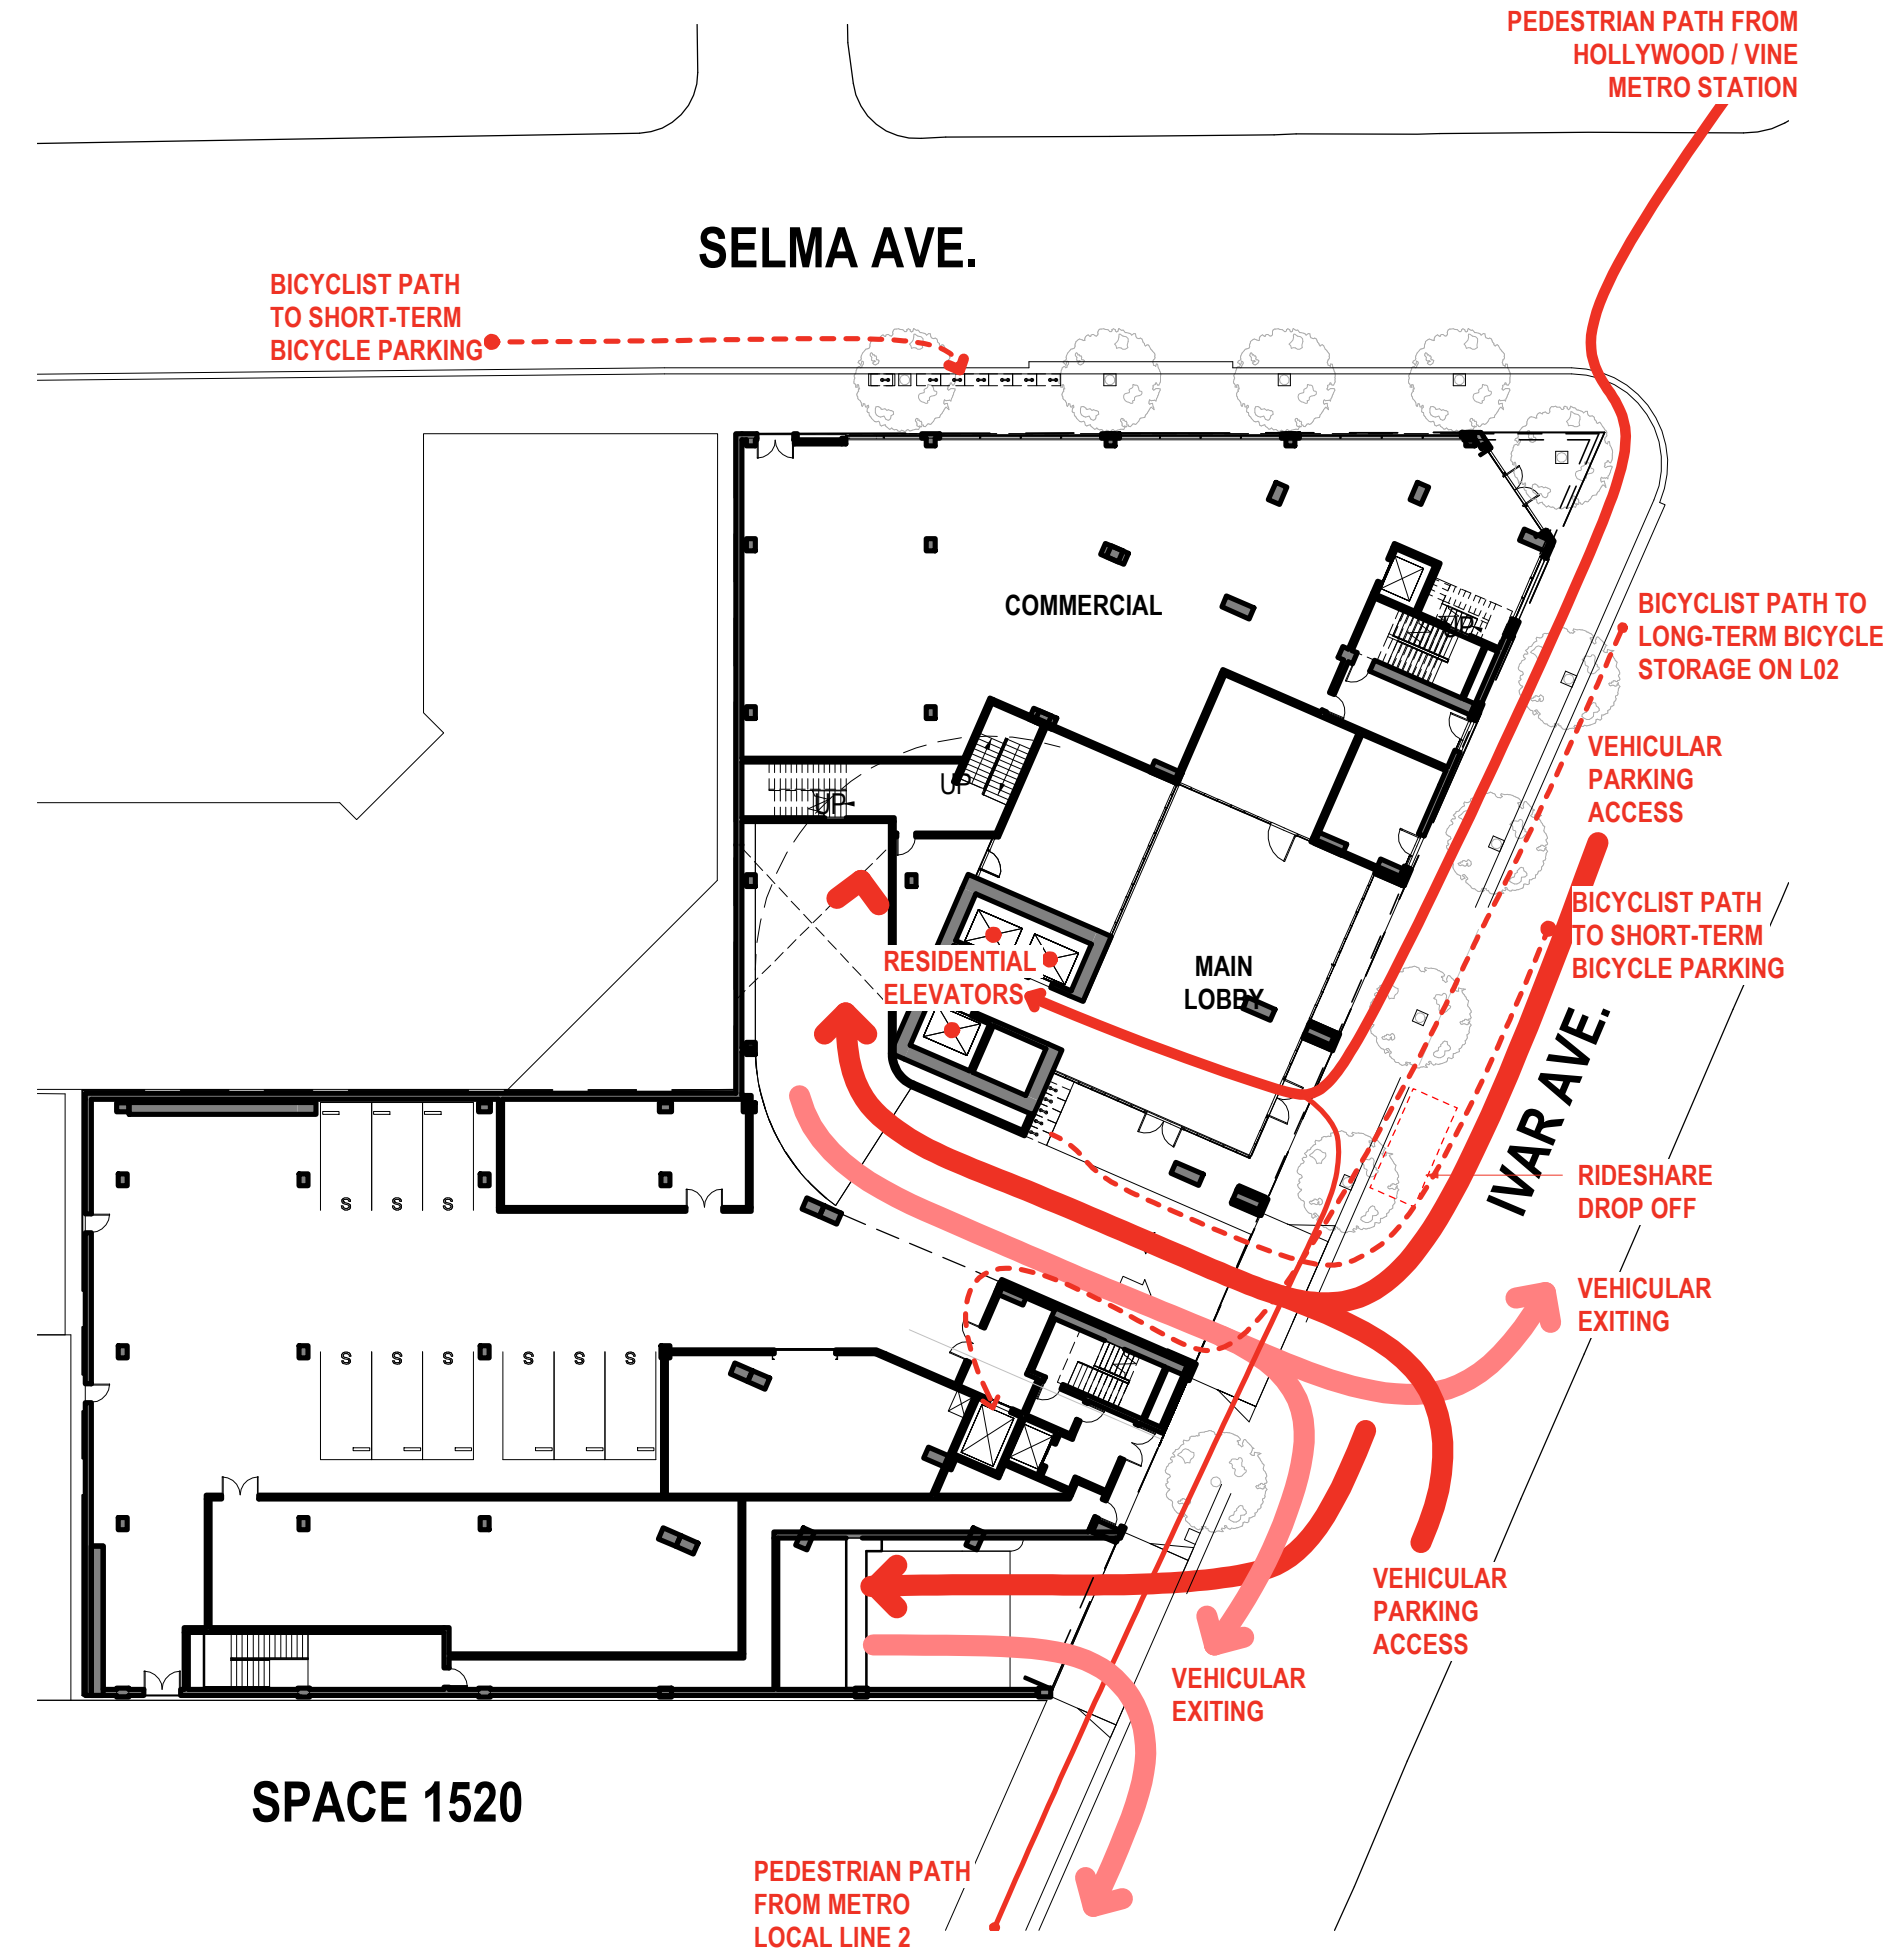 PEDESTRIAN PATH FROM
HOLLYWOOD / VINE
METRO STATION
SELMA AVE.
BICYCLIST PATH
TO SHORT-TERM
BICYCLE PARKING
COMMERCIAL
UP
BICYCLIST PATH TO
LONG-TERM BICYCLE
STORAGE ON L02
VEHICULAR
PARKING
ACCESS
UP
UP
BICYCLIST PATH
TO SHORT-TERM
BICYCLE PARKING
RESIDENTIAL
ELEVATORS
MAIN
LOBBY
IVAR AVE.
RIDESHARE
DROP OFF
S S S
VEHICULAR
EXITING
S S S S S S
VEHICULAR
PARKING
ACCESS
VEHICULAR
EXITING
SPACE 1520
PEDESTRIAN PATH
FROM METRO
LOCAL LINE 2